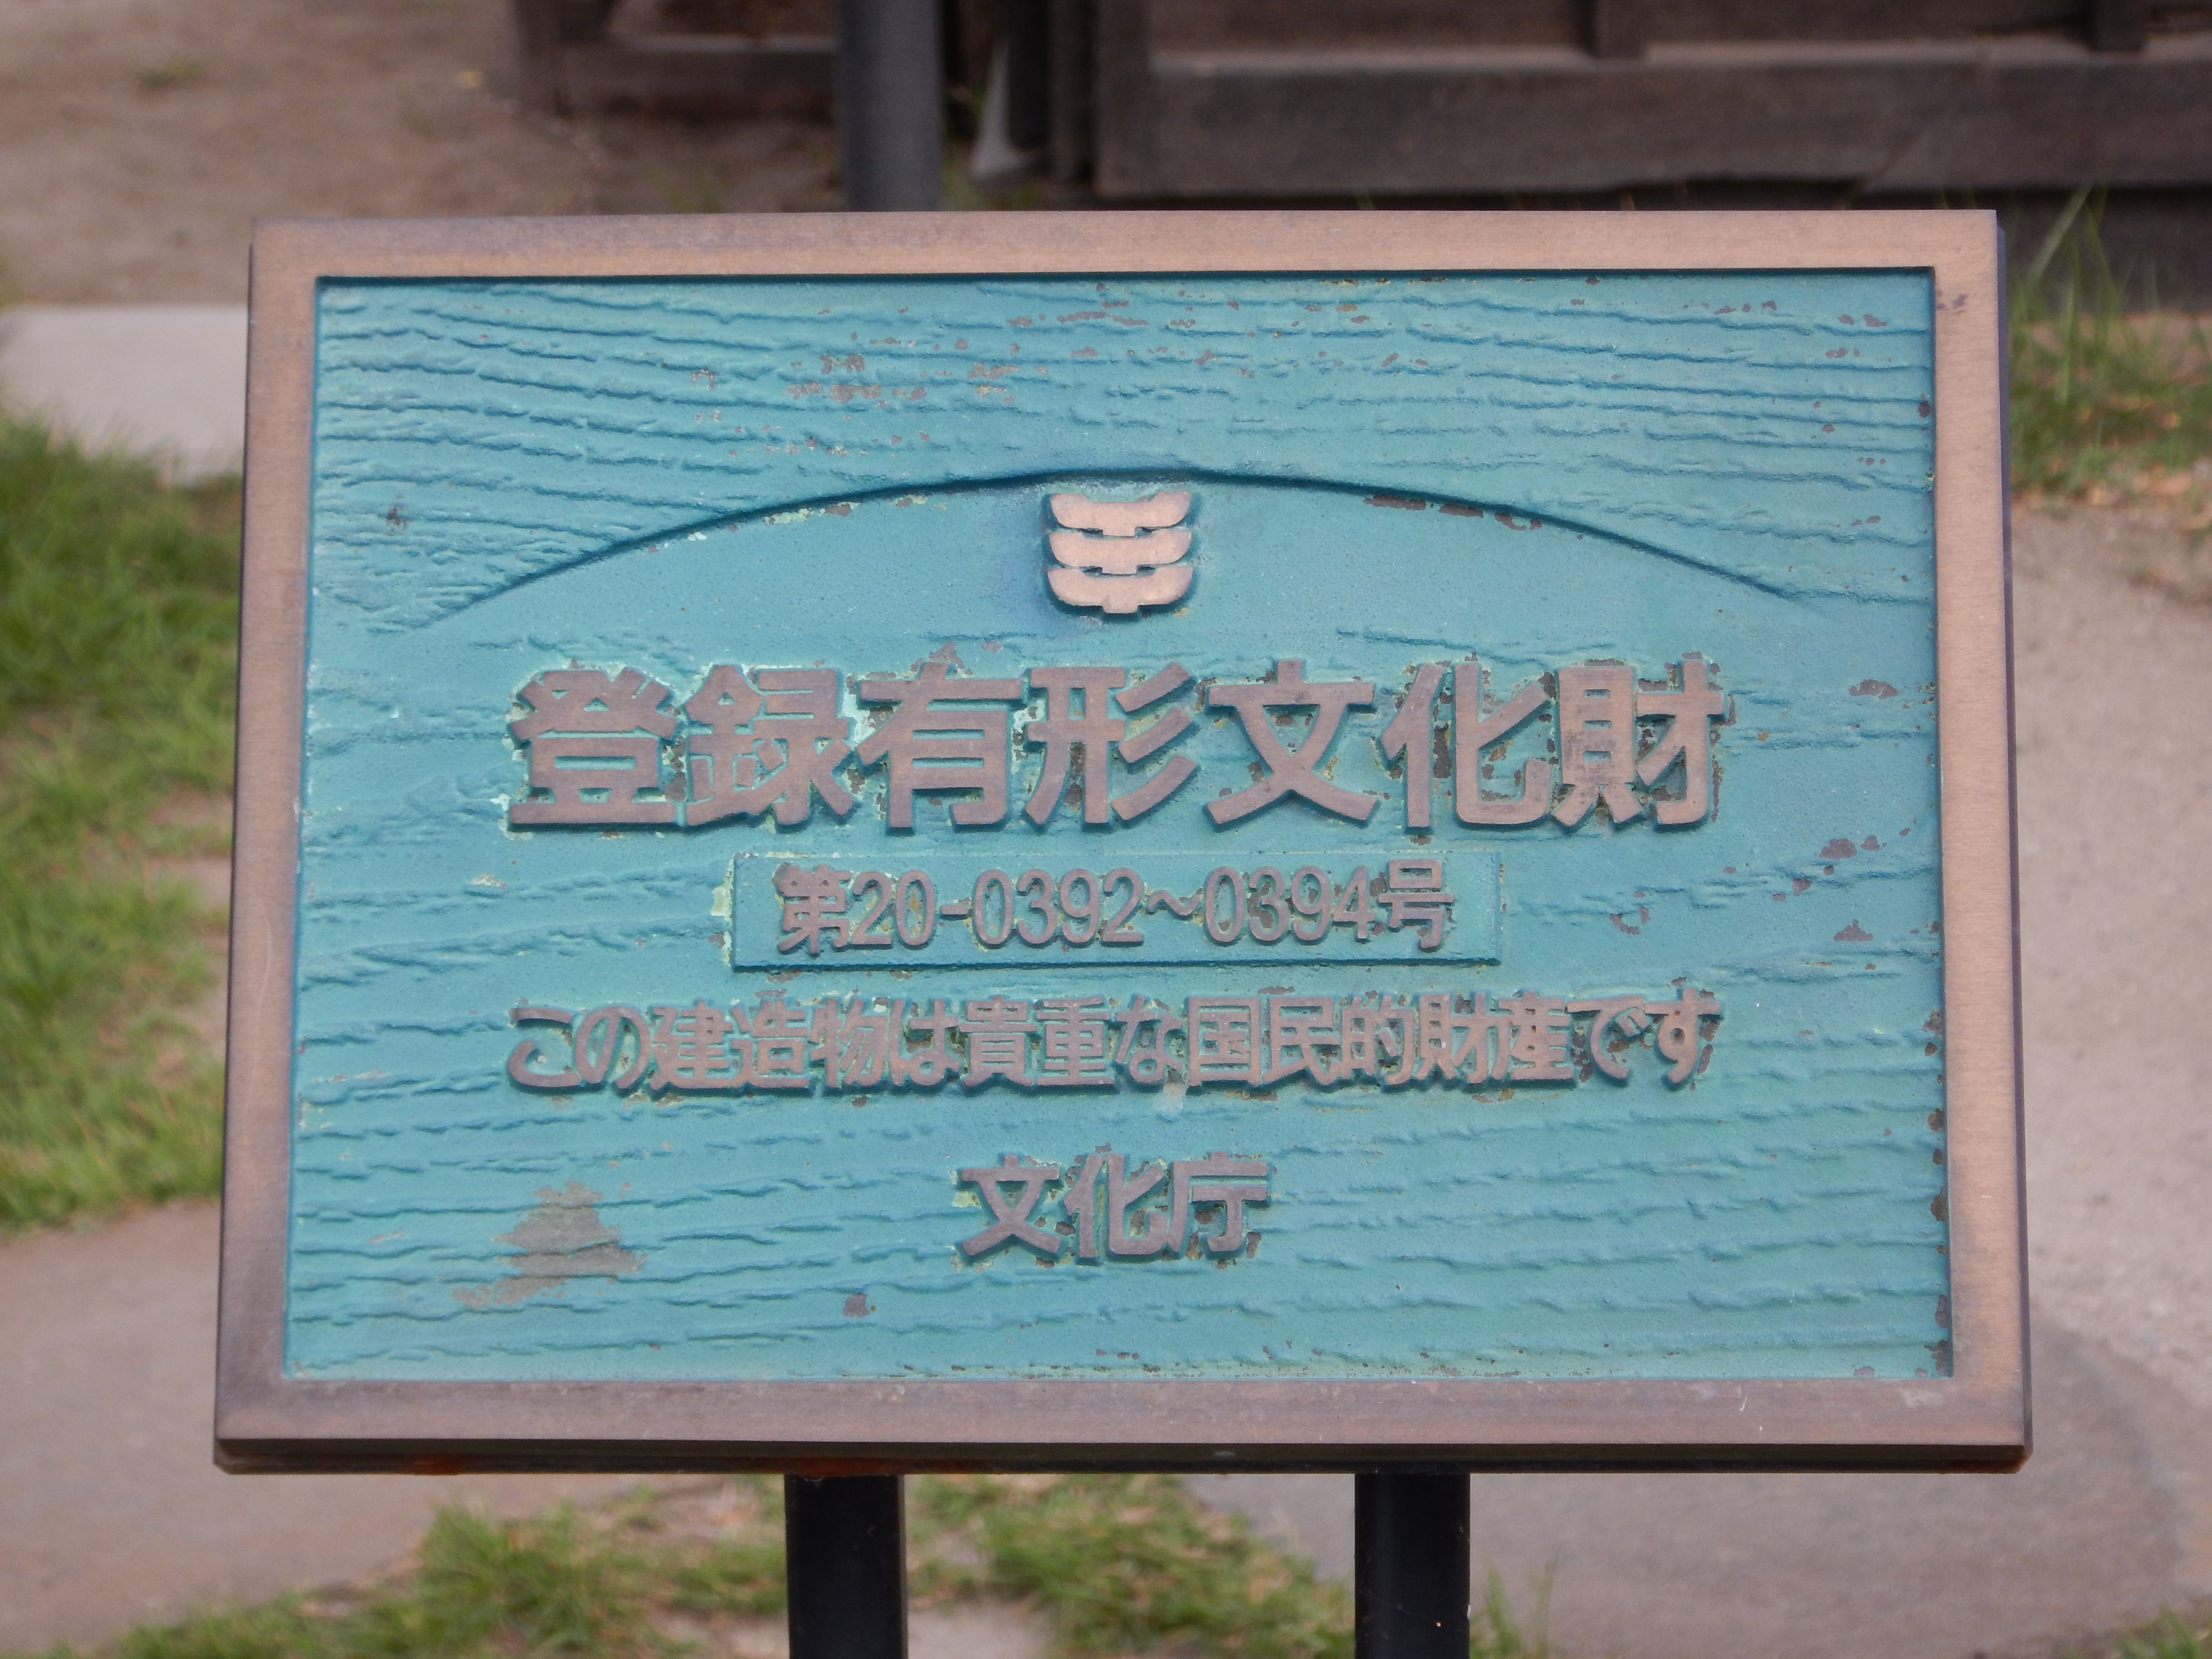 登録有形文化財
第20-0392〜0394号
この建造物は貴重な国民的財産です
文化庁